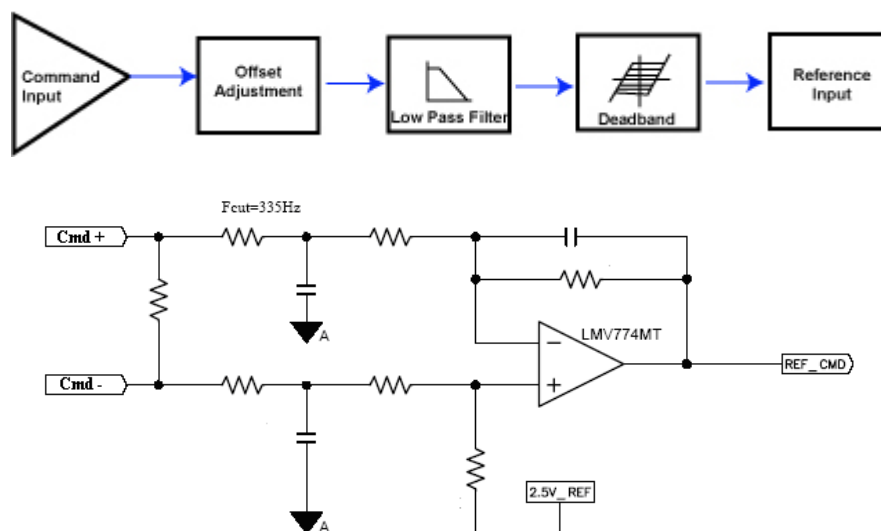 Command
Input
Offset
Adjustment
Low Pass Filter
Deadband
Reference
Input
Fcut=335Hz
Cmd +
A
LMV774MT
REF_CMD
Cmd -
2.5V_REF
A